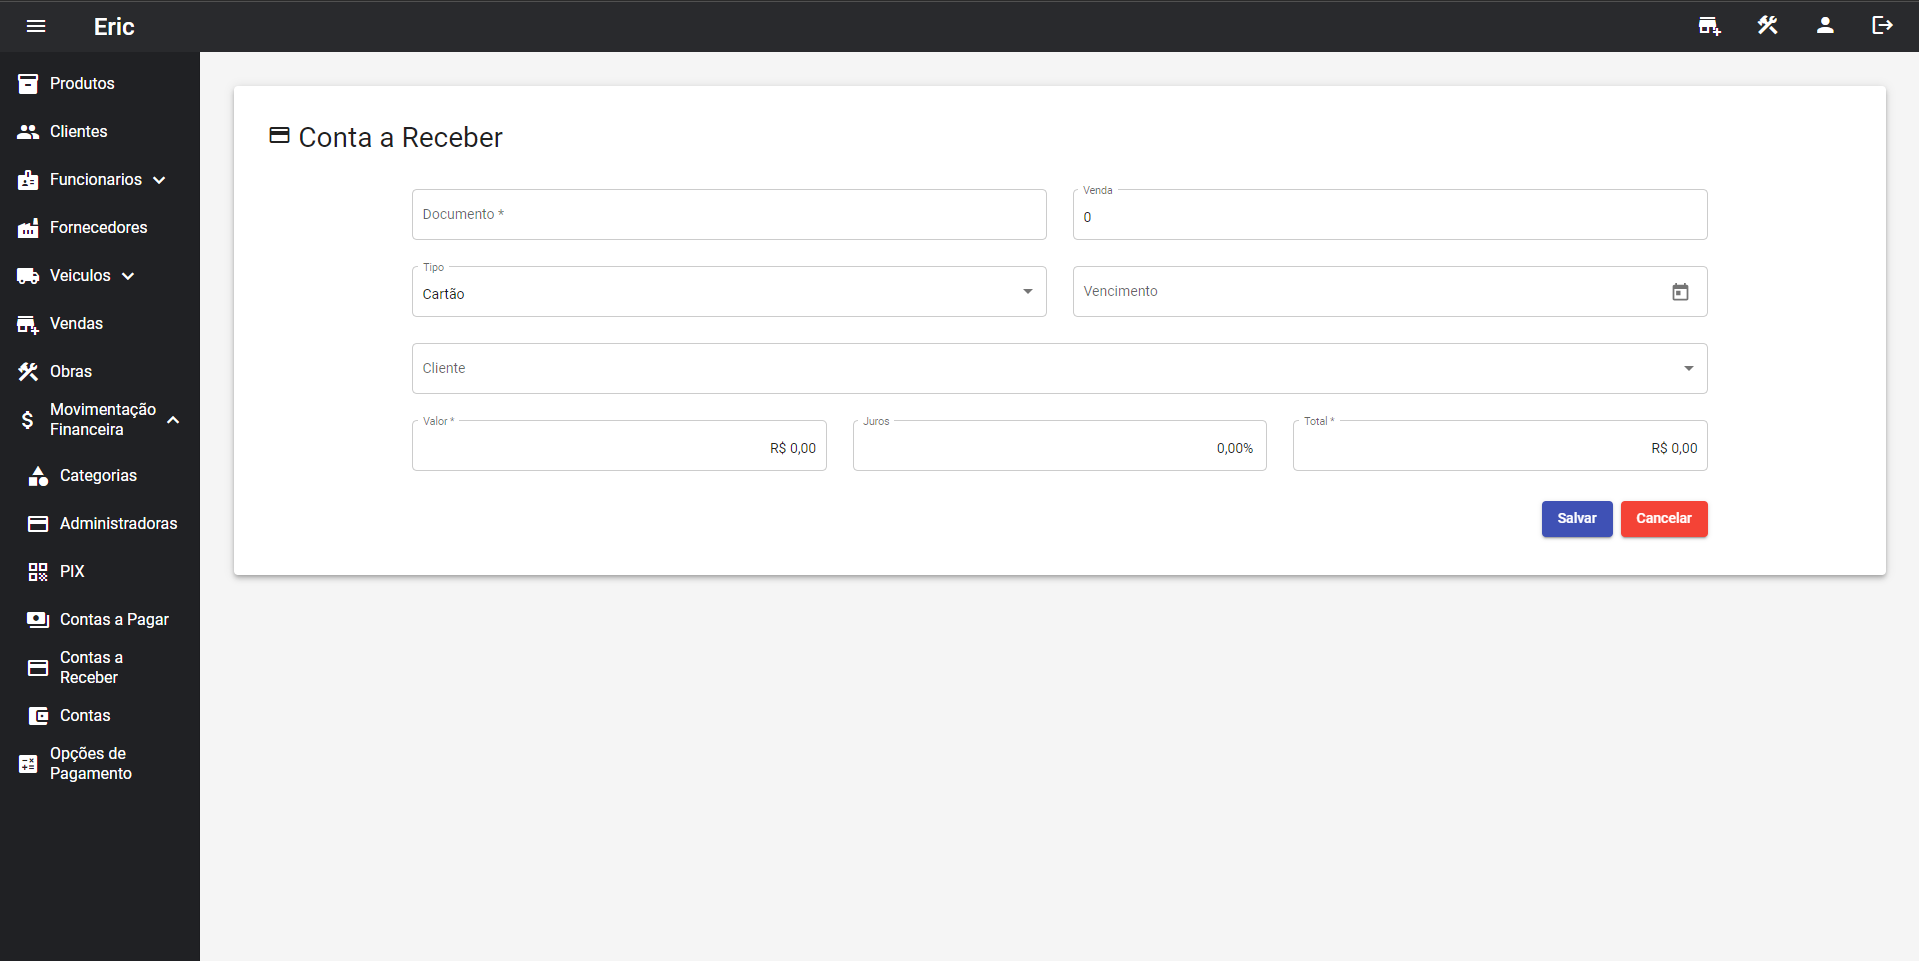 Eric
Produtos
Clientes
Funcionarios
Fornecedores
Veiculos
Vendas
Obras
Movimentação
Financeira
Categorias
Administradoras
PIX
Contas a Pagar
Contas a
Receber
Contas
Opções de
Pagamento
Conta a Receber
Documento *
Venda
0
Tipo
Cartão
Vencimento
Cliente
Valor *
R$ 0,00
Juros
0,00%
Total *
R$ 0,00
Salvar
Cancelar